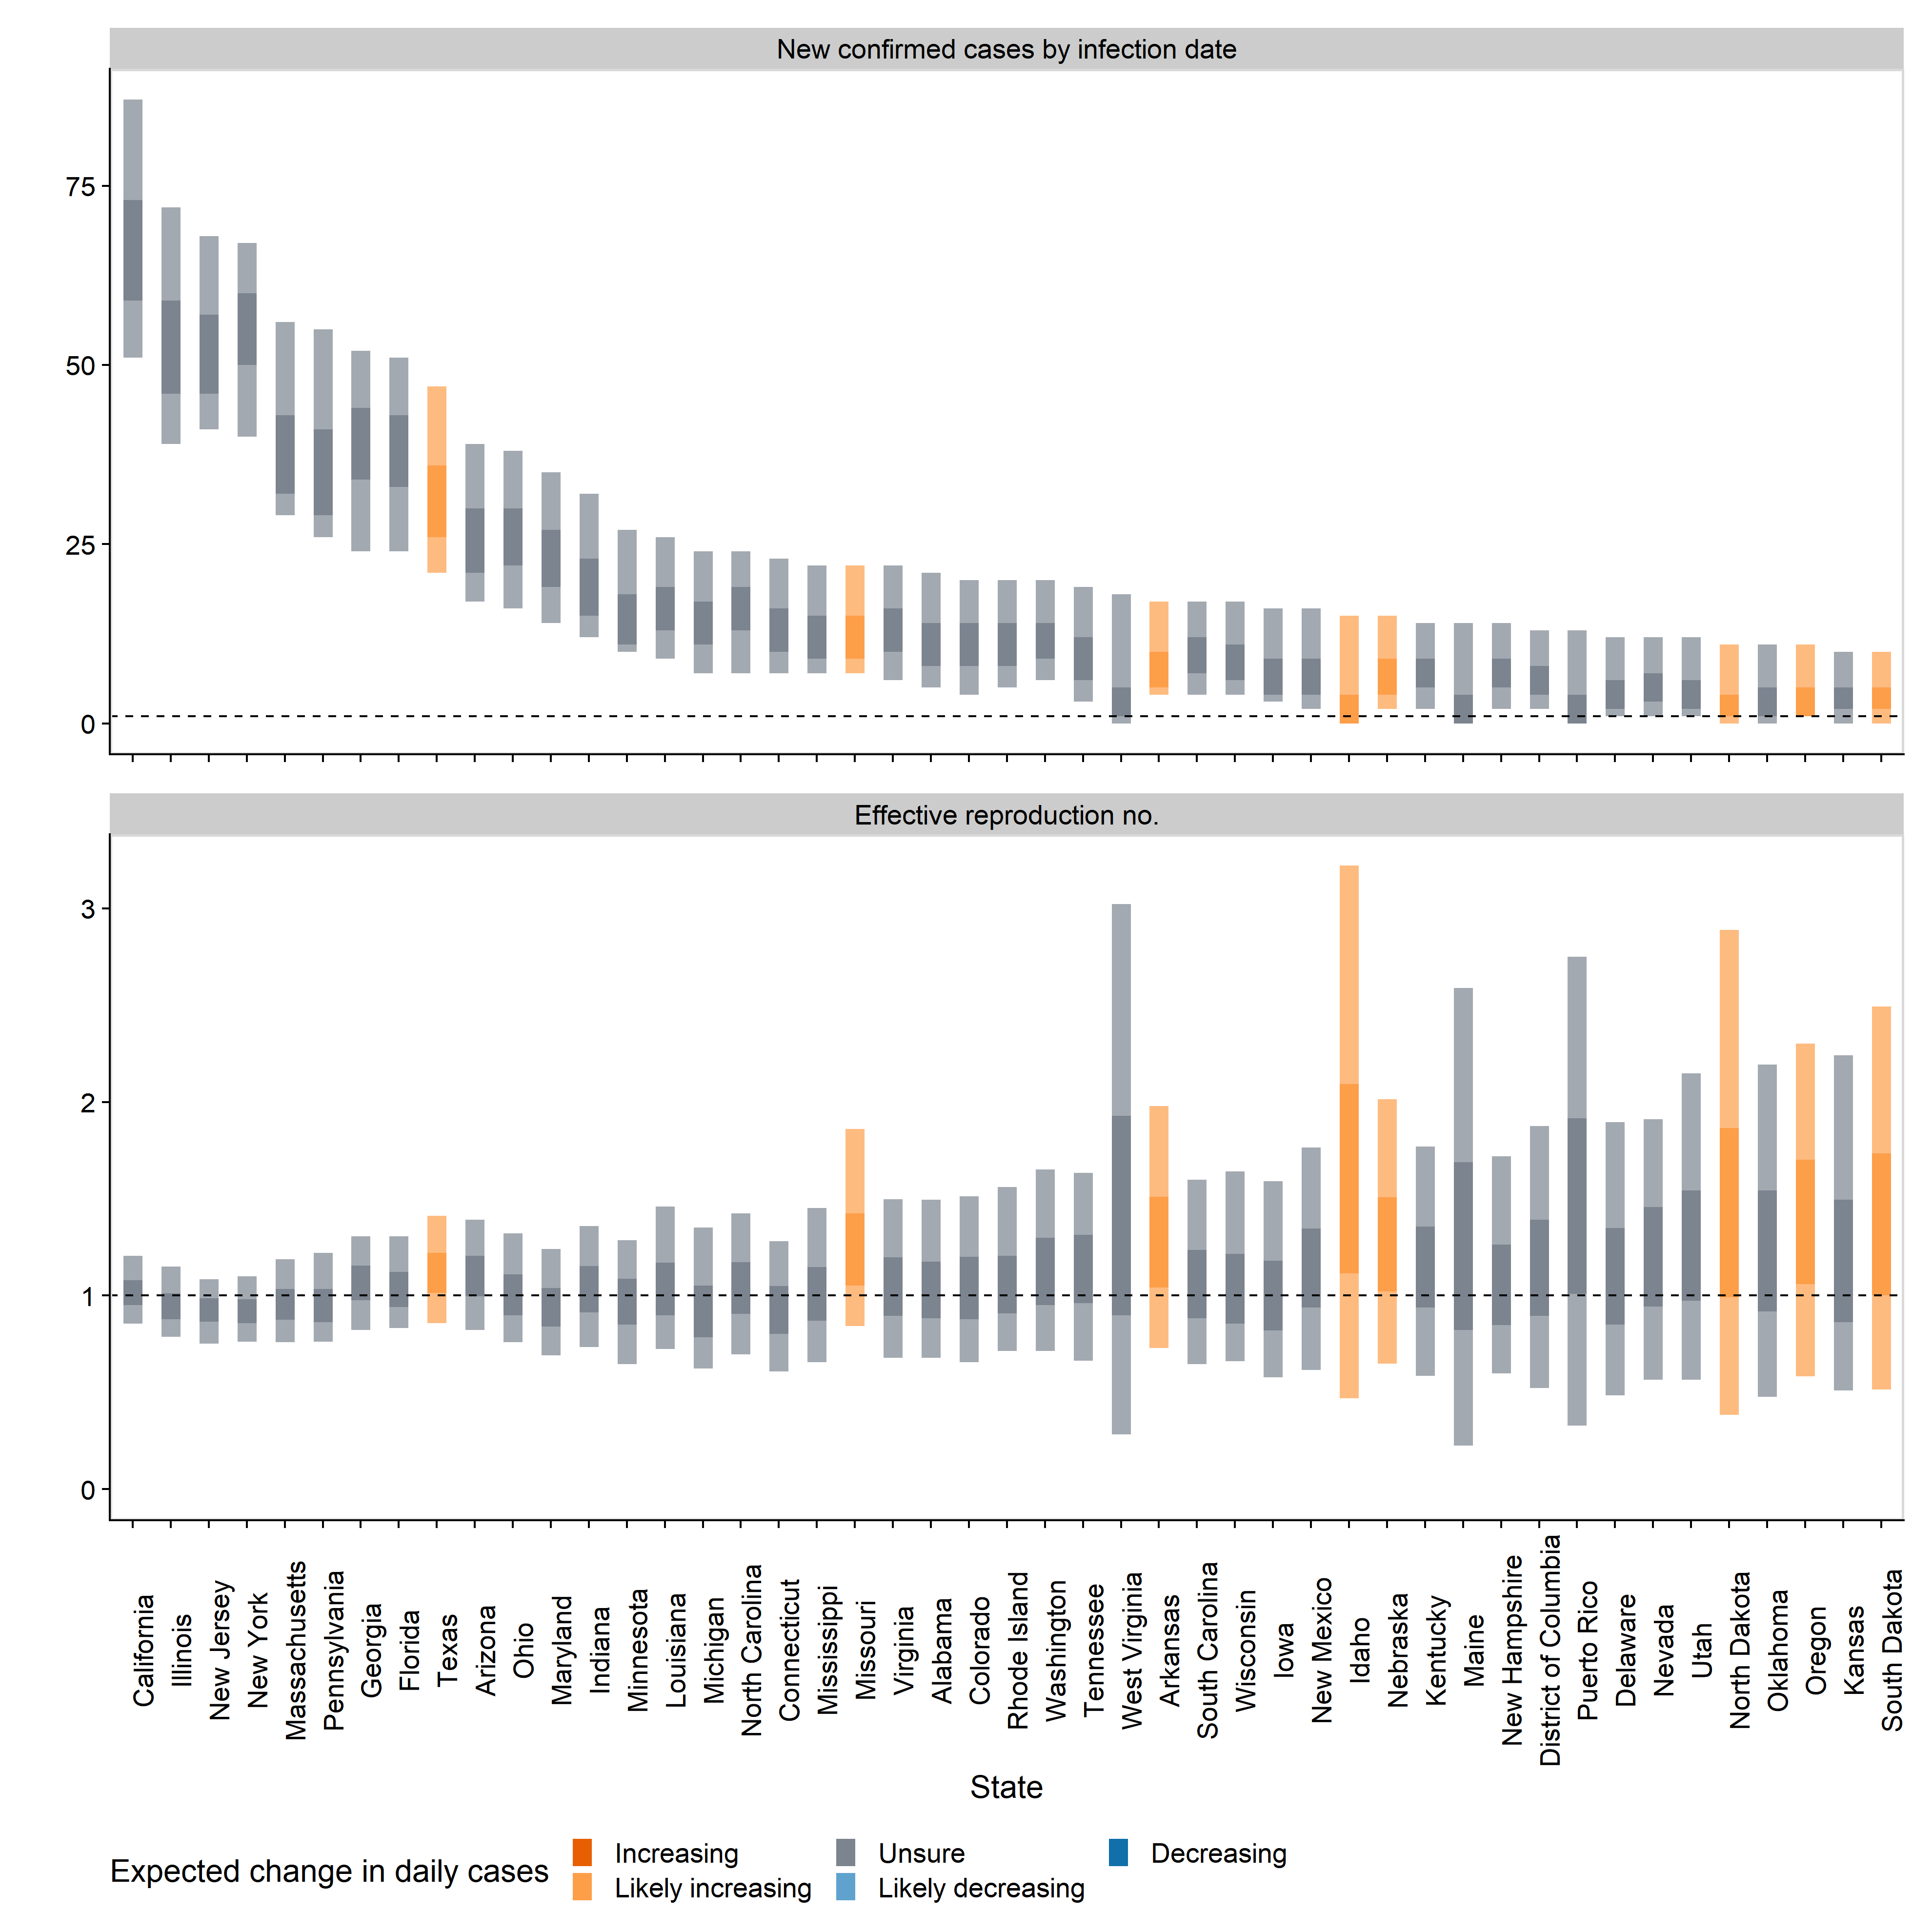 New confirmed cases by infection date
75
50
25
0
Effective reproduction no.
3
2
1
0
California
Illinois
New Jersey
New York
Massachusetts
Pennsylvania
Georgia
Florida
Texas
Arizona
Ohio
Maryland
Indiana
Minnesota
Louisiana
Michigan
North Carolina
Connecticut
Mississippi
Missouri
Virginia
Alabama
Colorado
Rhode Island
Washington
Tennessee
West Virginia
Arkansas
South Carolina
Wisconsin
Iowa
New Mexico
Idaho
Nebraska
Kentucky
Maine
New Hampshire
District of Columbia
Puerto Rico
Delaware
Nevada
Utah
North Dakota
Oklahoma
Oregon
Kansas
South Dakota
State
Expected change in daily cases
Increasing
Likely increasing
Unsure
Likely decreasing
Decreasing